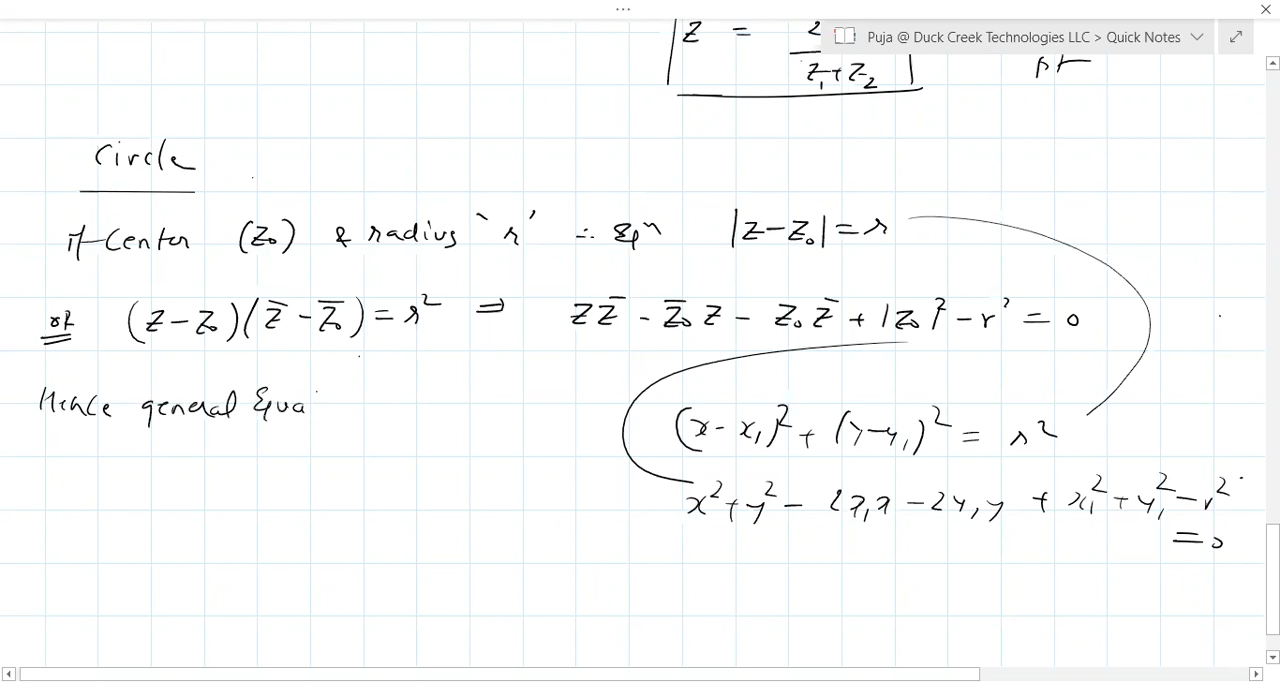 ...
Puja @ Duck Creek Technologies LLC > Quick Notes
|Z = 2
Z₁+Z₂ | pt
Circle
if Center (Z₀) & radius `r' ∴ Eqⁿ |Z-Z₀|=r
or (Z-Z₀)(Z̄-Z̄₀)=r² ⇒ ZZ̄ - Z̄₀Z - Z₀Z̄ + |Z₀|²-r² = 0
Hence general Equa
(x-x₁)²+(y-y₁)² = r²
x²+y²-2x₁x-2y₁y + x₁²+y₁²-r²
=0